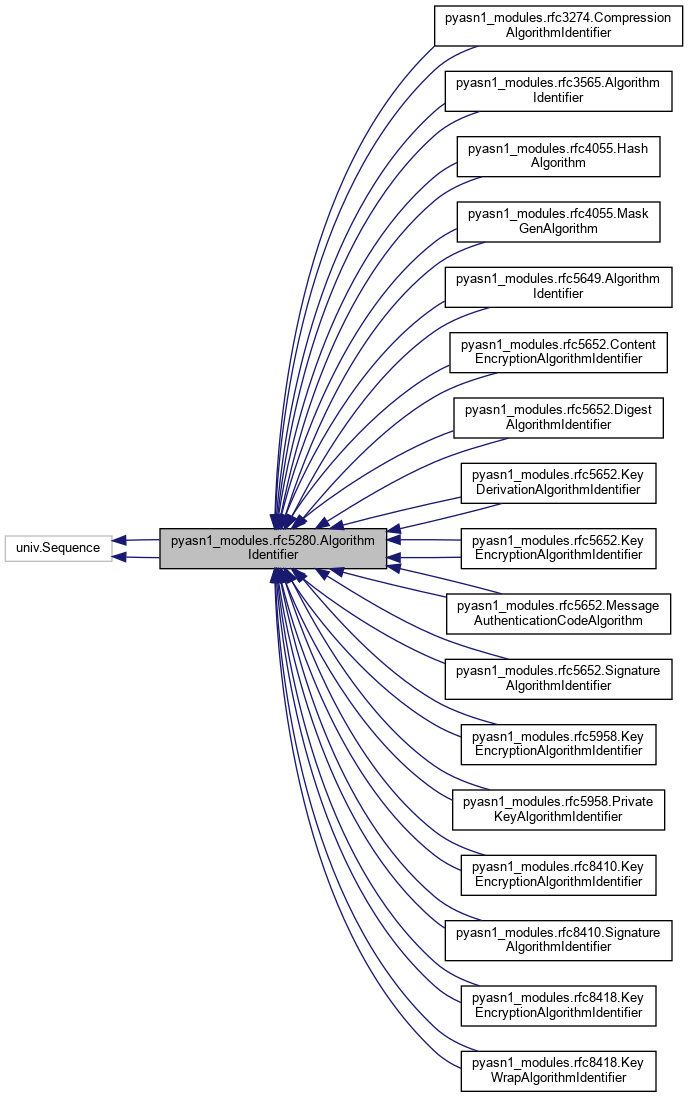 pyasn1_modules.rfc3274.Compression
AlgorithmIdentifier
pyasn1_modules.rfc3565.Algorithm
Identifier
pyasn1_modules.rfc4055.Hash
Algorithm
pyasn1_modules.rfc4055.Mask
GenAlgorithm
pyasn1_modules.rfc5649.Algorithm
Identifier
pyasn1_modules.rfc5652.Content
EncryptionAlgorithmIdentifier
pyasn1_modules.rfc5652.Digest
AlgorithmIdentifier
pyasn1_modules.rfc5652.Key
DerivationAlgorithmIdentifier
univ.Sequence
pyasn1_modules.rfc5280.Algorithm
Identifier
pyasn1_modules.rfc5652.Key
EncryptionAlgorithmIdentifier
pyasn1_modules.rfc5652.Message
AuthenticationCodeAlgorithm
pyasn1_modules.rfc5652.Signature
AlgorithmIdentifier
pyasn1_modules.rfc5958.Key
EncryptionAlgorithmIdentifier
pyasn1_modules.rfc5958.Private
KeyAlgorithmIdentifier
pyasn1_modules.rfc8410.Key
EncryptionAlgorithmIdentifier
pyasn1_modules.rfc8410.Signature
AlgorithmIdentifier
pyasn1_modules.rfc8418.Key
EncryptionAlgorithmIdentifier
pyasn1_modules.rfc8418.Key
WrapAlgorithmIdentifier